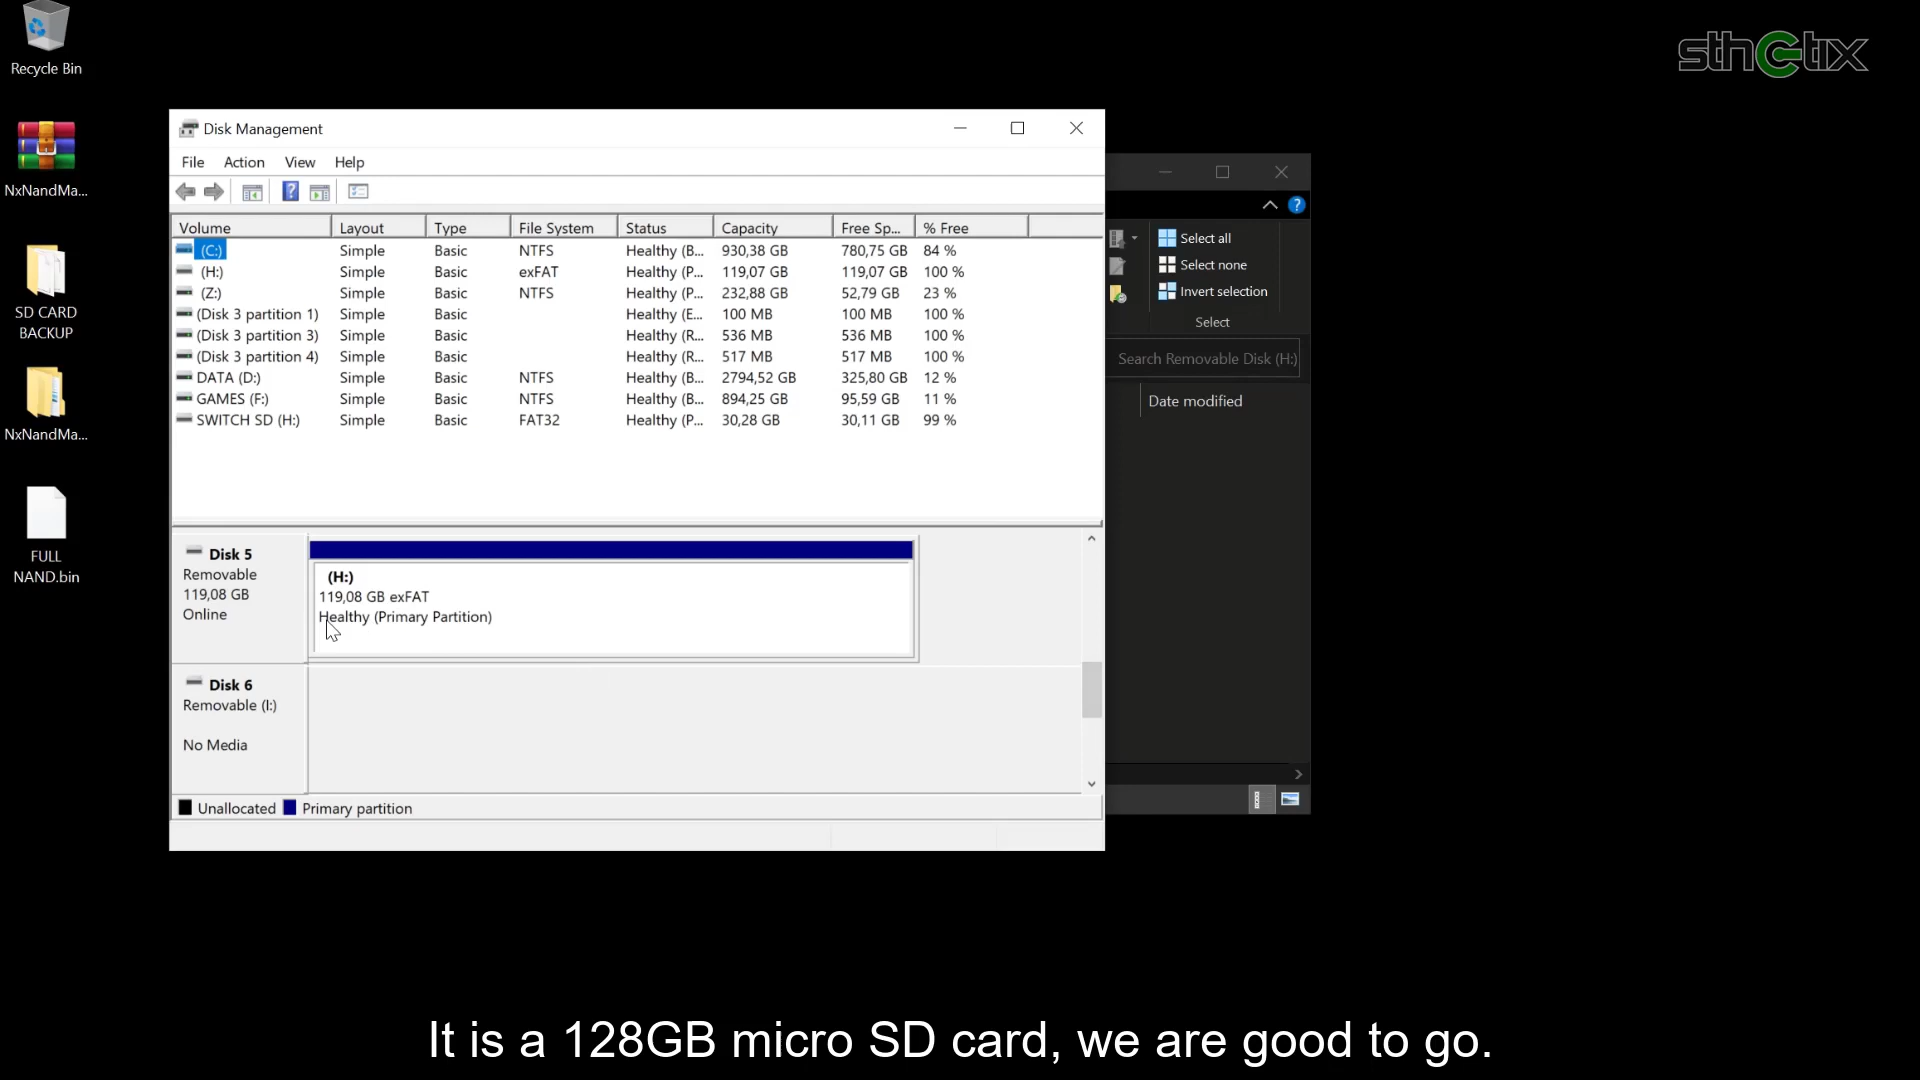 Recycle Bin
NxNandMa...
SD CARD
BACKUP
NxNandMa...
FULL
NAND.bin
sthetix
Disk Management
File Action View Help
Volume Layout Type File System Status Capacity Free Sp... % Free
(C:) Simple Basic NTFS Healthy (B... 930,38 GB 780,75 GB 84 %
(H:) Simple Basic exFAT Healthy (P... 119,07 GB 119,07 GB 100 %
(Z:) Simple Basic NTFS Healthy (P... 232,88 GB 52,79 GB 23 %
(Disk 3 partition 1) Simple Basic Healthy (E... 100 MB 100 MB 100 %
(Disk 3 partition 3) Simple Basic Healthy (R... 536 MB 536 MB 100 %
(Disk 3 partition 4) Simple Basic Healthy (R... 517 MB 517 MB 100 %
DATA (D:) Simple Basic NTFS Healthy (B... 2794,52 GB 325,80 GB 12 %
GAMES (F:) Simple Basic NTFS Healthy (B... 894,25 GB 95,59 GB 11 %
SWITCH SD (H:) Simple Basic FAT32 Healthy (P... 30,28 GB 30,11 GB 99 %
Disk 5
Removable
119,08 GB
Online
(H:)
119,08 GB exFAT
Healthy (Primary Partition)
Disk 6
Removable (I:)
No Media
Unallocated Primary partition
Select all
Select none
Invert selection
Select
Search Removable Disk (H:)
Date modified
It is a 128GB micro SD card, we are good to go.